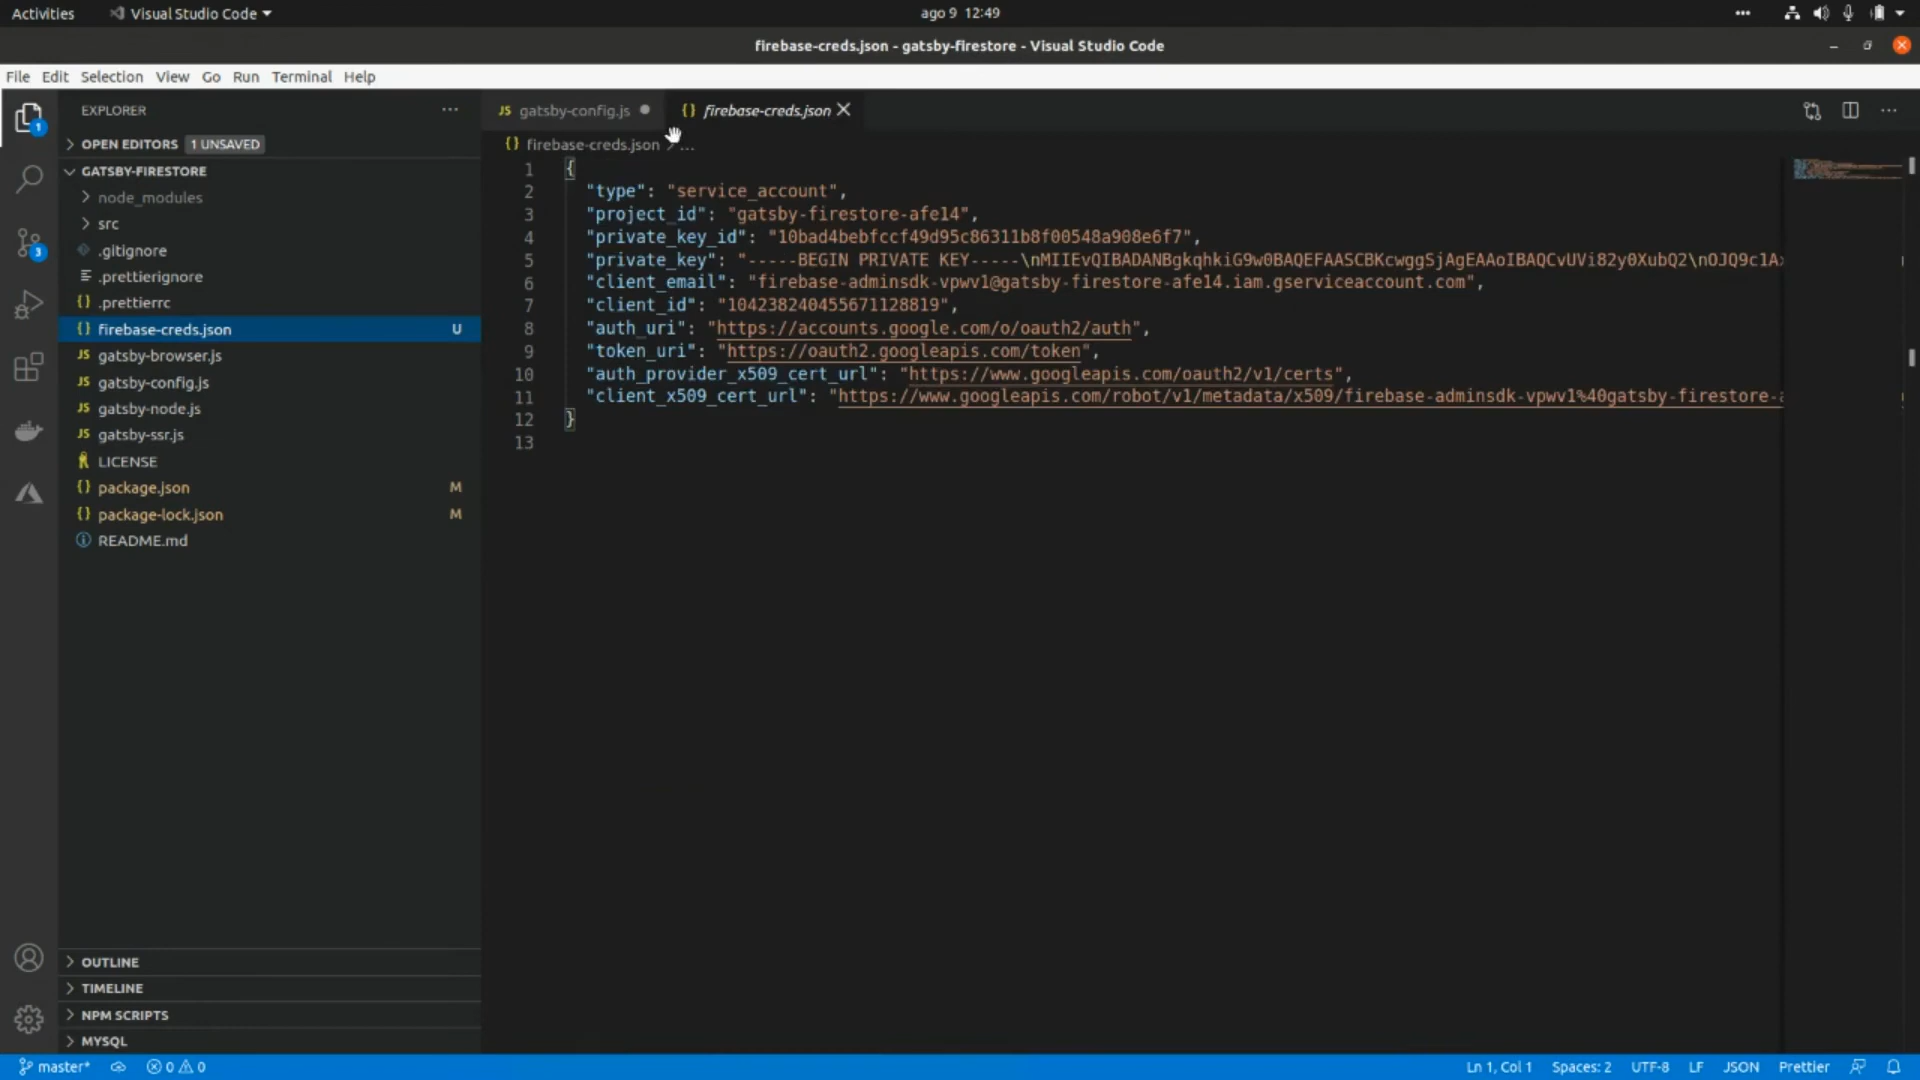 Activities
Visual Studio Code
ago 9 12:49
firebase-creds.json - gatsby-firestore - Visual Studio Code
File Edit Selection View Go Run Terminal Help
EXPLORER
OPEN EDITORS 1 UNSAVED
GATSBY-FIRESTORE
node_modules
src
.gitignore
.prettierignore
.prettierrc
firebase-creds.json U
gatsby-browser.js
gatsby-config.js
gatsby-node.js
gatsby-ssr.js
LICENSE
package.json M
package-lock.json M
README.md
OUTLINE
TIMELINE
NPM SCRIPTS
MYSQL
JS gatsby-config.js
{} firebase-creds.json
{} firebase-creds.json > ...
1 {
2 "type": "service_account",
3 "project_id": "gatsby-firestore-afe14",
4 "private_key_id": "10bad4bebfccf49d95c86311b8f00548a908e6f7",
5 "private_key": "-----BEGIN PRIVATE KEY-----\nMIIEvQIBADANBgkqhkiG9w0BAQEFAASCBKcwggSjAgEAAoIBAQCvUVi82y0XubQ2\nOJQ9c1A
6 "client_email": "firebase-adminsdk-vpwv1@gatsby-firestore-afe14.iam.gserviceaccount.com",
7 "client_id": "104238240455671128819",
8 "auth_uri": "https://accounts.google.com/o/oauth2/auth",
9 "token_uri": "https://oauth2.googleapis.com/token",
10 "auth_provider_x509_cert_url": "https://www.googleapis.com/oauth2/v1/certs",
11 "client_x509_cert_url": "https://www.googleapis.com/robot/v1/metadata/x509/firebase-adminsdk-vpwv1%40gatsby-firestore-
12 }
13
master* 0 0
Ln 1, Col 1 Spaces: 2 UTF-8 LF JSON Prettier